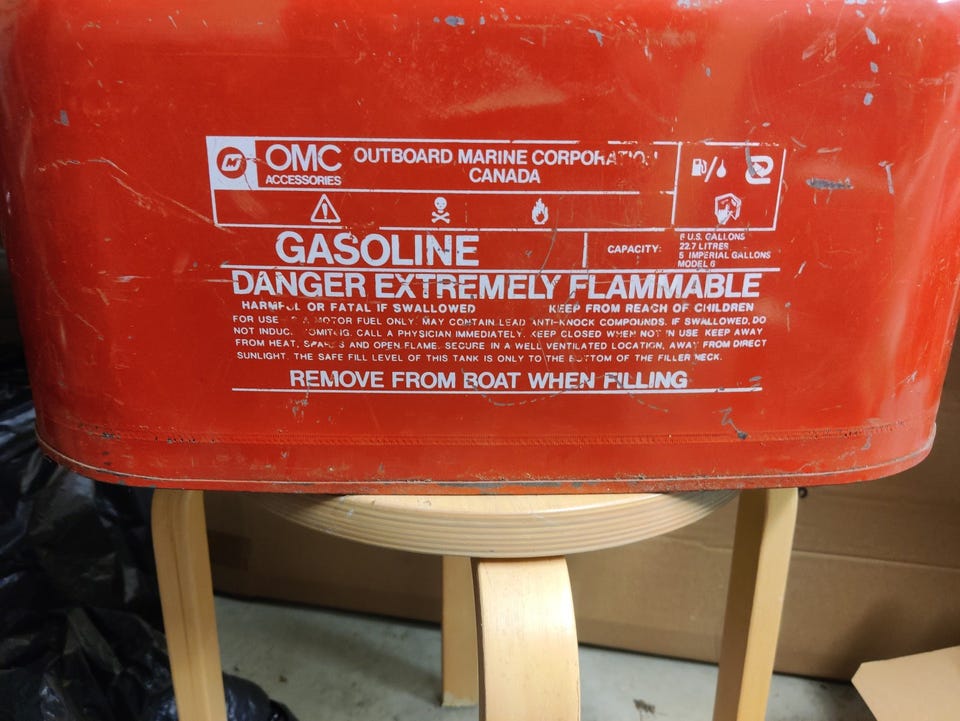 OMC
ACCESSORIES
OUTBOARD MARINE CORPORATION
CANADA
GASOLINE
CAPACITY:
6 U.S. GALLONS
22.7 LITRES
5 IMPERIAL GALLONS
MODEL 6
DANGER EXTREMELY FLAMMABLE
HARMFUL OR FATAL IF SWALLOWED KEEP FROM REACH OF CHILDREN
FOR USE A MOTOR FUEL ONLY. MAY CONTAIN LEAD ANTI-KNOCK COMPOUNDS. IF SWALLOWED, DO
NOT INDUC. VOMITING. CALL A PHYSICIAN IMMEDIATELY. KEEP CLOSED WHEN NOT IN USE KEEP AWAY
FROM HEAT, SPARKS AND OPEN FLAME. SECURE IN A WELL VENTILATED LOCATION, AWAY FROM DIRECT
SUNLIGHT. THE SAFE FILL LEVEL OF THIS TANK IS ONLY TO THE BOTTOM OF THE FILLER NECK.
REMOVE FROM BOAT WHEN FILLING